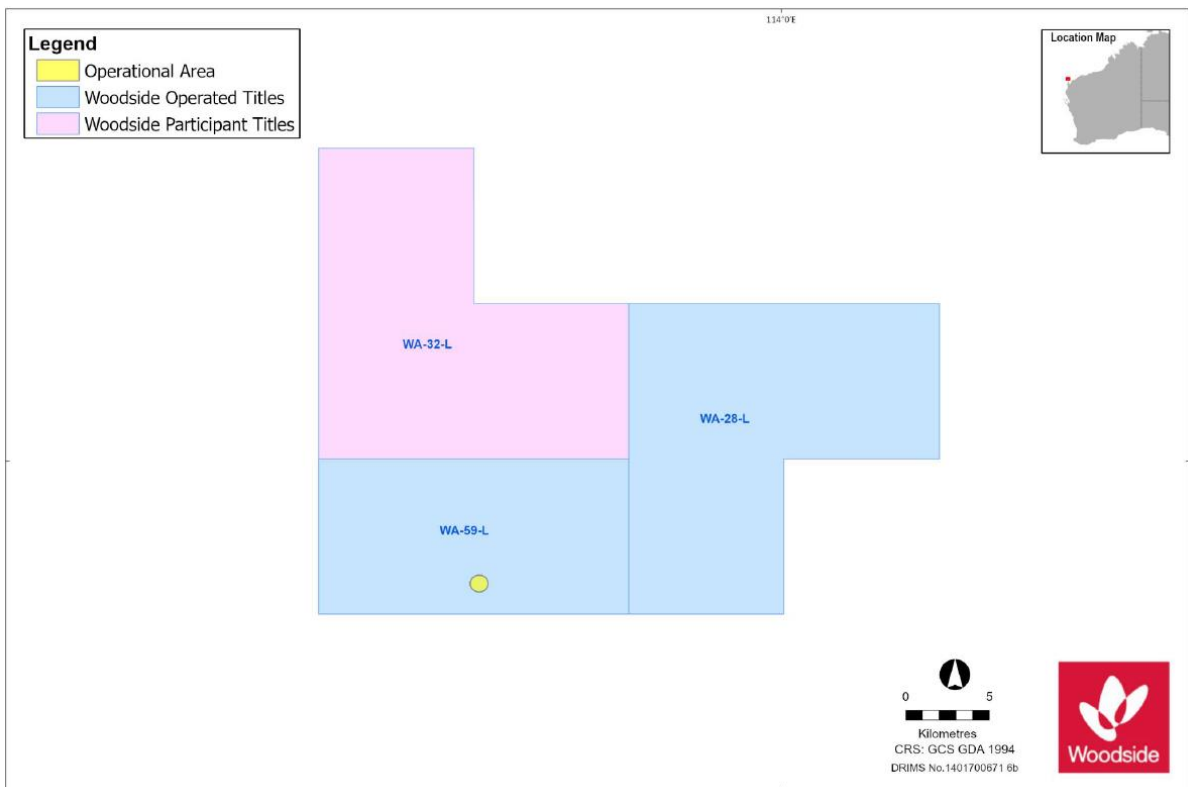 114°0'E
Legend
Operational Area
Woodside Operated Titles
Woodside Participant Titles
Location Map
WA-32-L
WA-28-L
WA-59-L
0 5
Kilometres
CRS: GCS GDA 1994
DRIMS No.1401700671 6b
Woodside